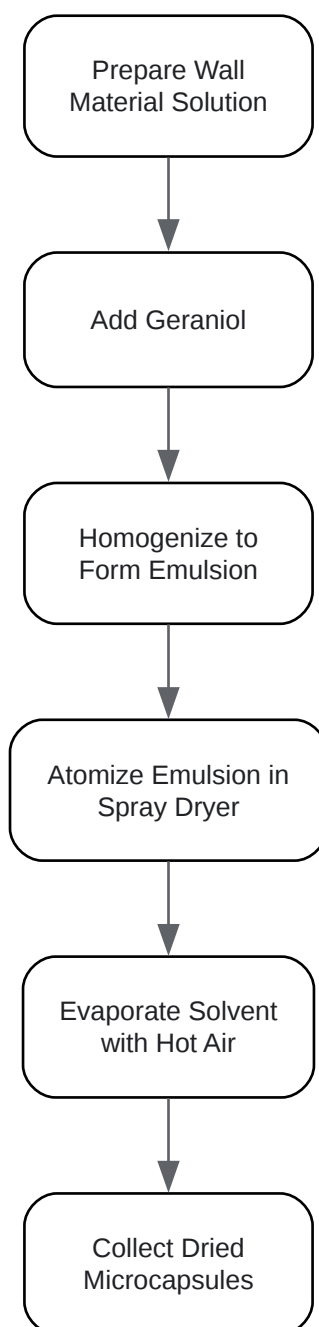 Prepare Wall
Material Solution
Add Geraniol
Homogenize to
Form Emulsion
Atomize Emulsion in
Spray Dryer
Evaporate Solvent
with Hot Air
Collect Dried
Microcapsules